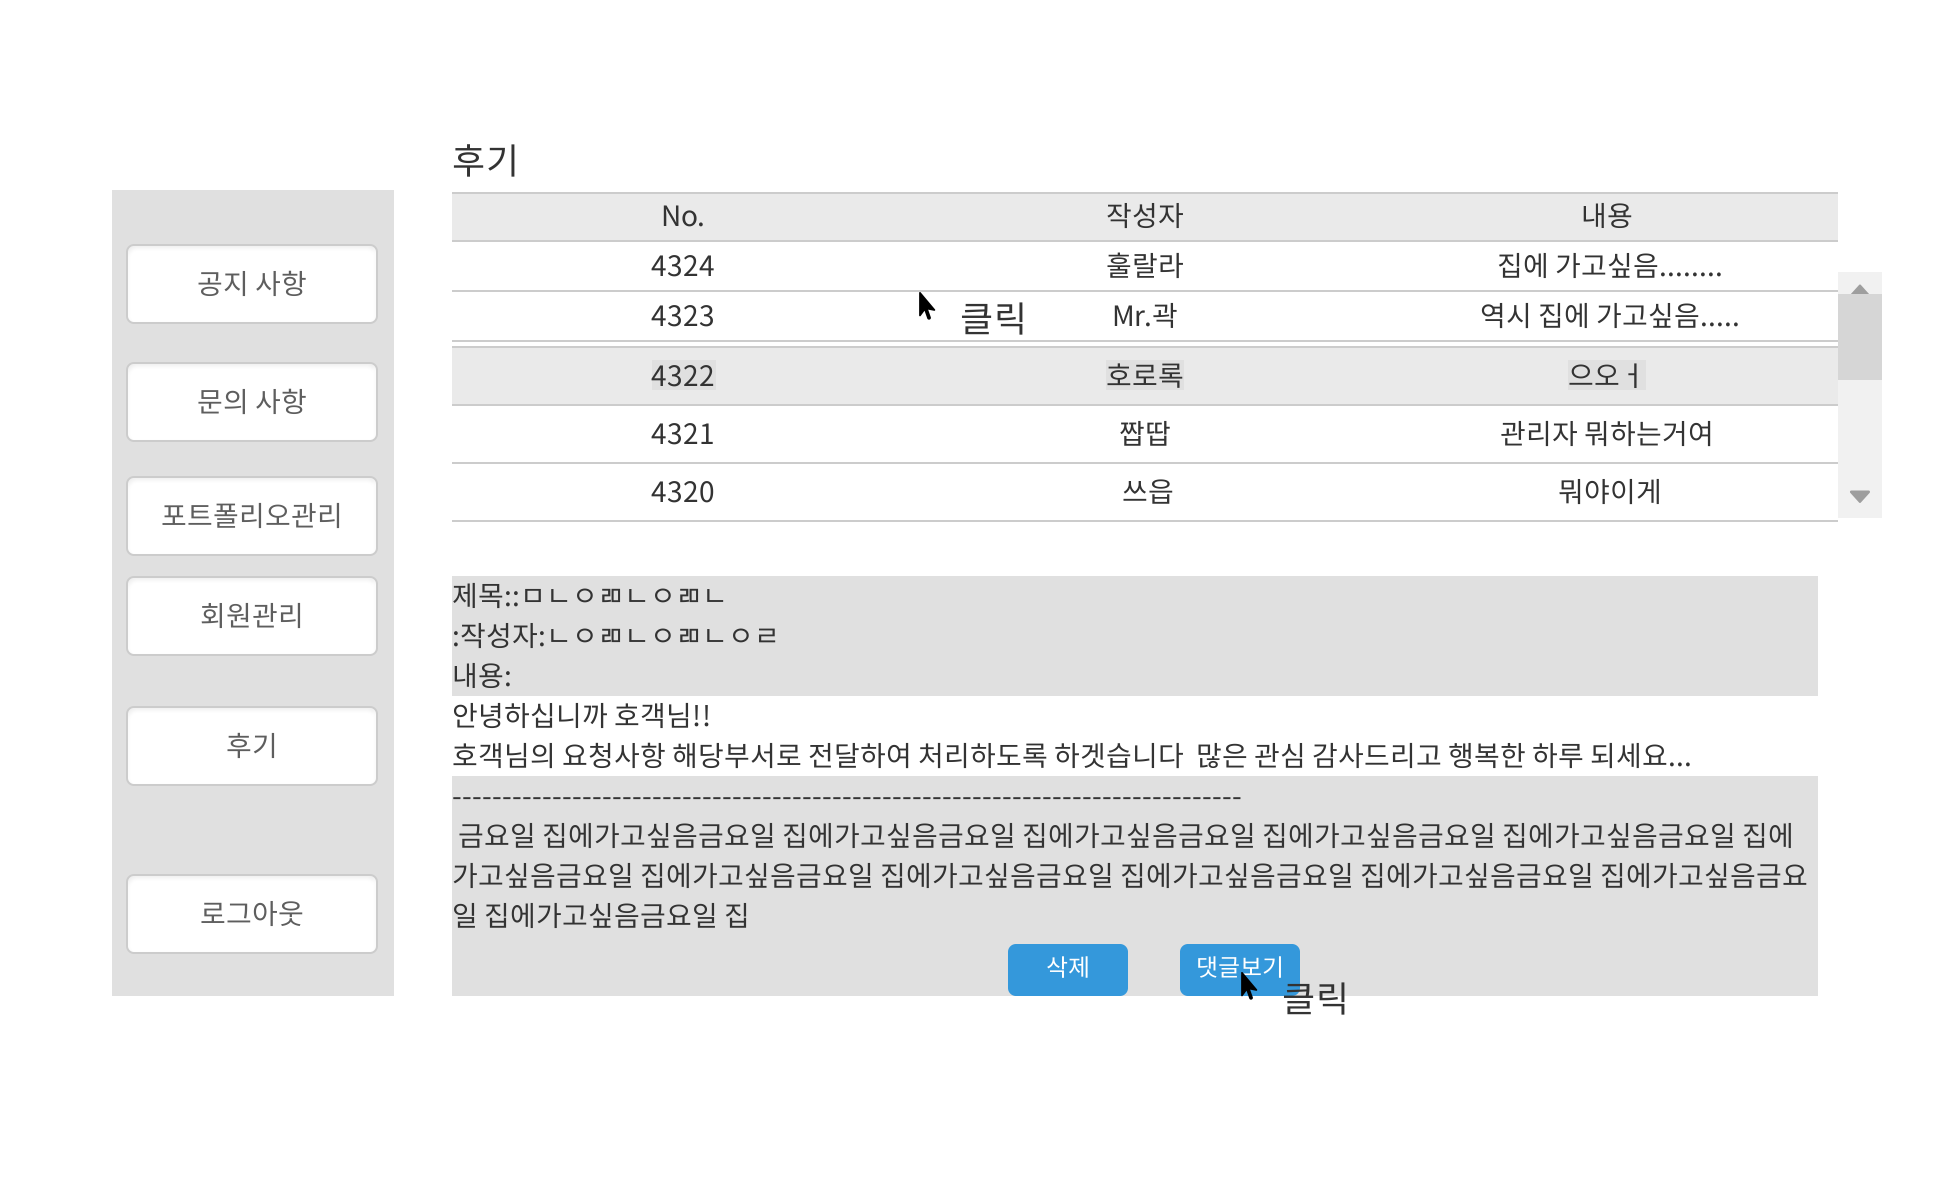 후기
No. 작성자 내용
4324 훌랄라 집에 가고싶음........
4323 클릭 Mr.곽 역시 집에 가고싶음.....
4322 호로록 으오ㅕ
4321 짭땁 관리자 뭐하는거여
4320 쓰읍 뭐야이게
공지 사항
문의 사항
포트폴리오관리
회원관리
후기
로그아웃
제목::ㅁㄴㅇㄻㄴㅇㄻㄴ
:작성자:ㄴㅇㄻㄴㅇㄻㄴㅇㄹ
내용:
안녕하십니까 호객님!!
호객님의 요청사항 해당부서로 전달하여 처리하도록 하겟습니다  많은 관심 감사드리고 행복한 하루 되세요...
-------------------------------------------------------------------------------
금요일 집에가고싶음금요일 집에가고싶음금요일 집에가고싶음금요일 집에가고싶음금요일 집에가고싶음금요일 집에
가고싶음금요일 집에가고싶음금요일 집에가고싶음금요일 집에가고싶음금요일 집에가고싶음금요일 집에가고싶음금요
일 집에가고싶음금요일 집
삭제 댓글보기
클릭